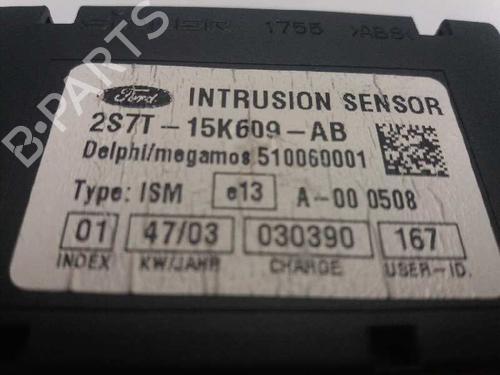 1755 >ABS<
Ford INTRUSION SENSOR
2S7T-15K609-AB
Delphi/megamos 510060001
Type: ISM e13 A-00 0508
01 47/03 030390 167
INDEX KW/JAHR CHARGE USER-ID.
B-PARTS